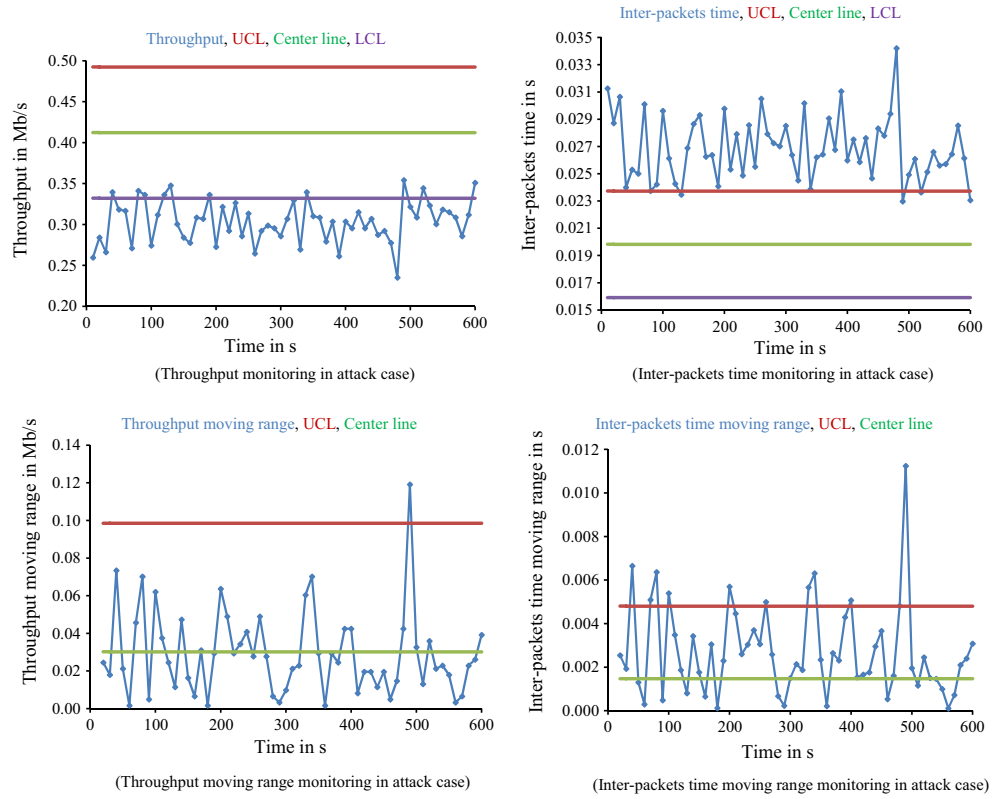 Throughput, UCL, Center line, LCL
Throughput in Mb/s
0.50
0.45
0.40
0.35
0.30
0.25
0.20
0 100 200 300 400 500 600
Time in s
(Throughput monitoring in attack case)
Inter-packets time, UCL, Center line, LCL
Inter-packets time in s
0.035
0.033
0.031
0.029
0.027
0.025
0.023
0.021
0.019
0.017
0.015
0 100 200 300 400 500 600
Time in s
(Inter-packets time monitoring in attack case)
Throughput moving range, UCL, Center line
Throughput moving range in Mb/s
0.14
0.12
0.10
0.08
0.06
0.04
0.02
0.00
0 100 200 300 400 500 600
Time in s
(Throughput moving range monitoring in attack case)
Inter-packets time moving range, UCL, Center line
Inter-packets time moving range in s
0.012
0.010
0.008
0.006
0.004
0.002
0.000
0 100 200 300 400 500 600
Time in s
(Inter-packets time moving range monitoring in attack case)